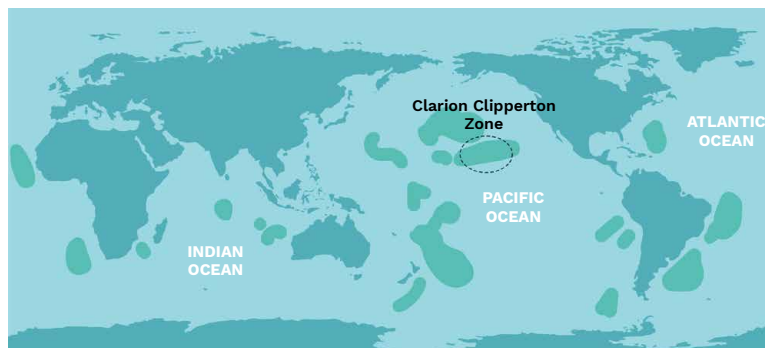 Clarion Clipperton
Zone
ATLANTIC
OCEAN
PACIFIC
OCEAN
INDIAN
OCEAN